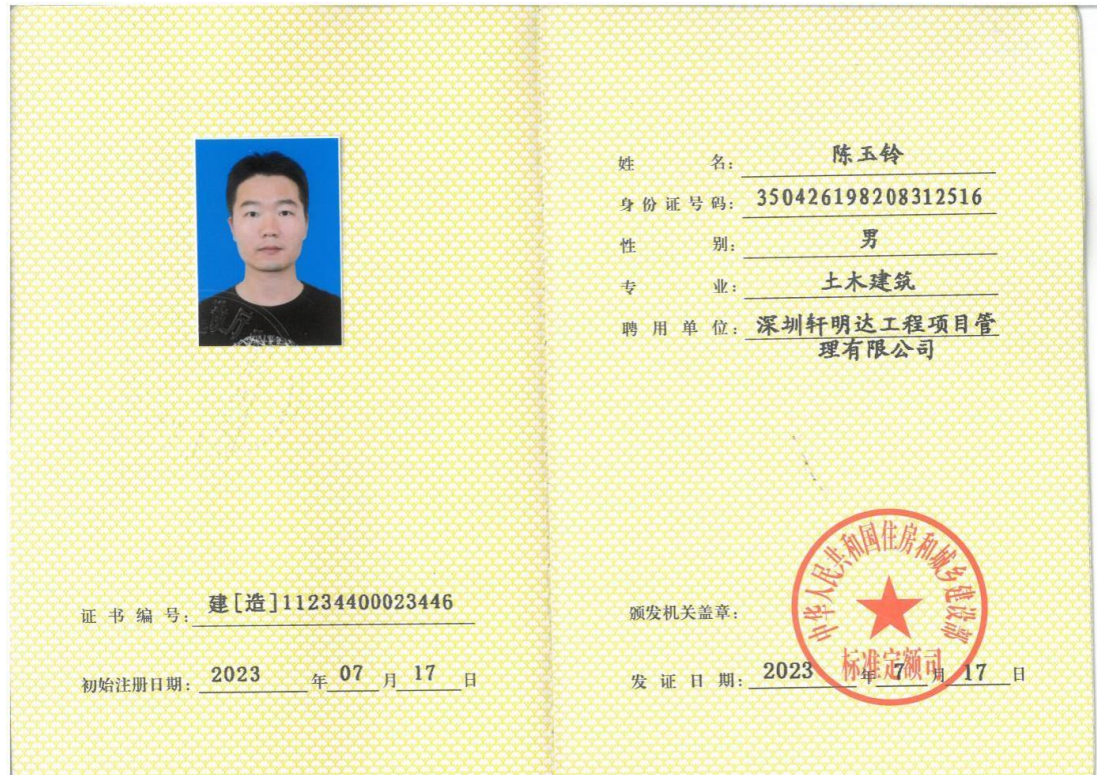 证书编号：建[造]11234400023446
初始注册日期：2023年07月17日
姓名：陈玉铃
身份证号码：350426198208312516
性别：男
专业：土木建筑
聘用单位：深圳轩明达工程项目管
理有限公司
颁发机关盖章：
中华人民共和国住房和城乡建设部
标准定额司
发证日期：2023年7月17日